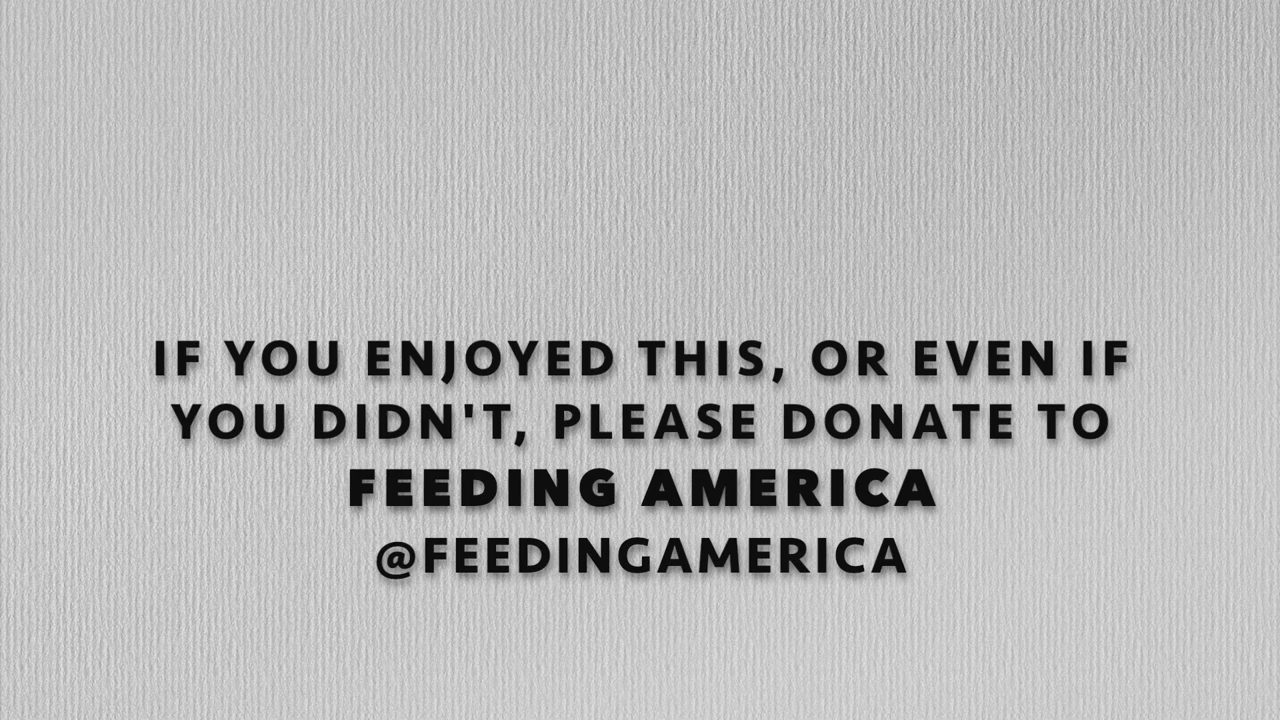 IF YOU ENJOYED THIS, OR EVEN IF
YOU DIDN'T, PLEASE DONATE TO
FEEDING AMERICA
@FEEDINGAMERICA